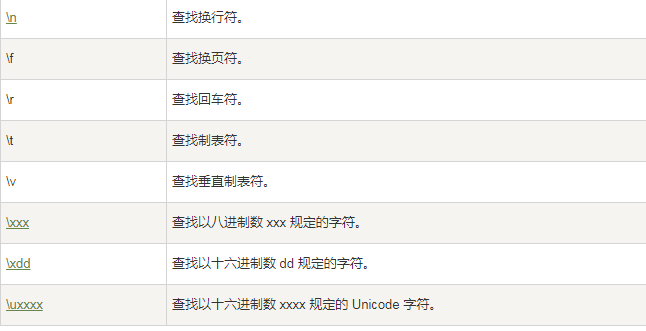 \n 查找换行符。
\f 查找换页符。
\r 查找回车符。
\t 查找制表符。
\v 查找垂直制表符。
\xxx 查找以八进制数 xxx 规定的字符。
\xdd 查找以十六进制数 dd 规定的字符。
\uxxxx 查找以十六进制数 xxxx 规定的 Unicode 字符。